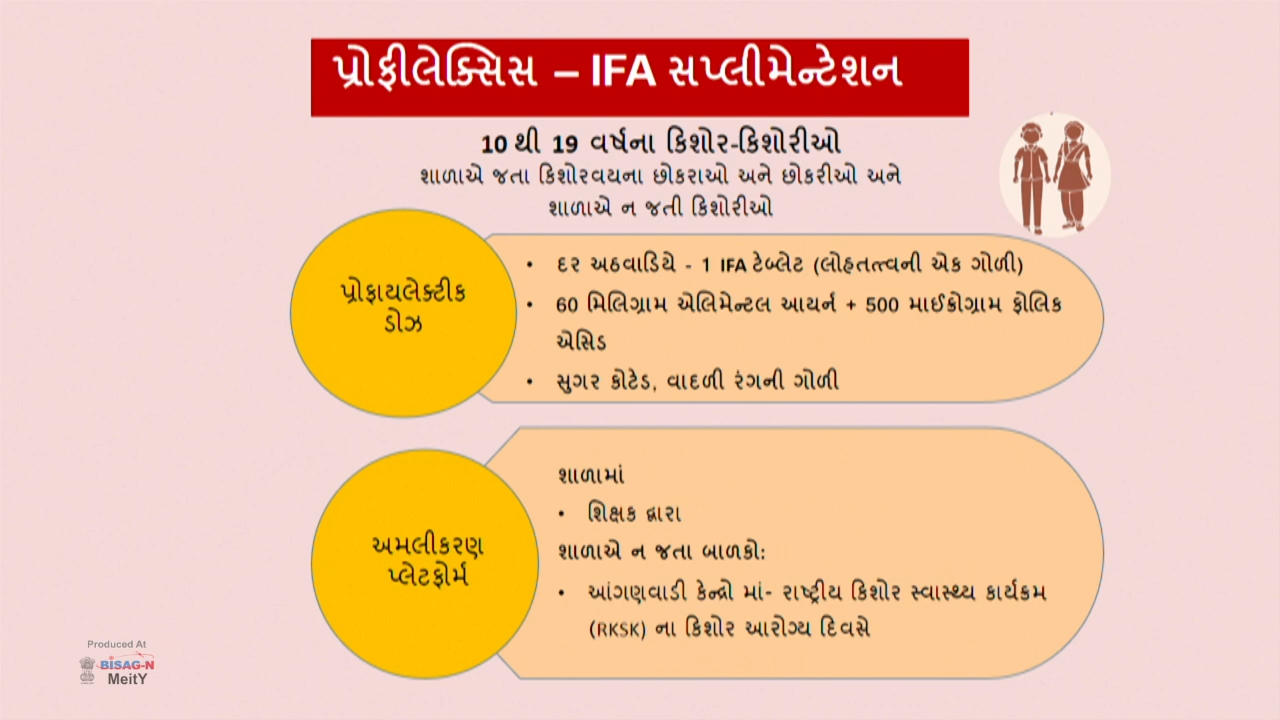 પ્રોફીલેક્સિસ – IFA સપ્લીમેન્ટેશન
10 થી 19 વર્ષના કિશોર-કિશોરીઓ
શાળાએ જતા કિશોરવયના છોકરાઓ અને છોકરીઓ અને
શાળાએ ન જતી કિશોરીઓ
પ્રોફાયલેક્ટીક
ડોઝ
• દર અઠવાડિયે - 1 IFA ટેબ્લેટ (લોહતત્ત્વની એક ગોળી)
• 60 મિલિગ્રામ એલિમેન્ટલ આયર્ન + 500 માઈક્રોગ્રામ ફોલિક
એસિડ
• સુગર કોટેડ, વાદળી રંગની ગોળી
અમલીકરણ
પ્લેટફોર્મ
શાળામાં
• શિક્ષક દ્વારા
શાળાએ ન જતા બાળકો:
• આંગણવાડી કેન્દ્રો માં- રાષ્ટ્રીય કિશોર સ્વાસ્થ્ય કાર્યક્રમ
(RKSK) ના કિશોર આરોગ્ય દિવસે
Produced At
BISAG-N
MeitY